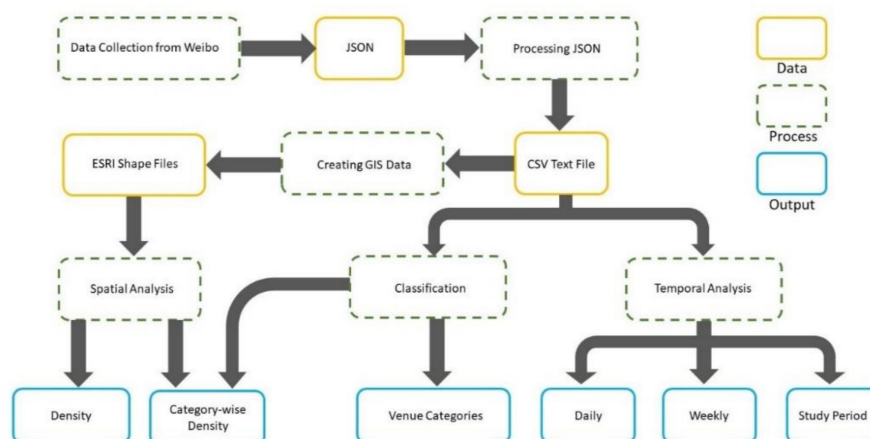 Data Collection from Weibo
JSON
Processing JSON
Data
Process
Output
ESRI Shape Files
Creating GIS Data
CSV Text File
Spatial Analysis
Classification
Temporal Analysis
Density
Category-wise
Density
Venue Categories
Daily
Weekly
Study Period